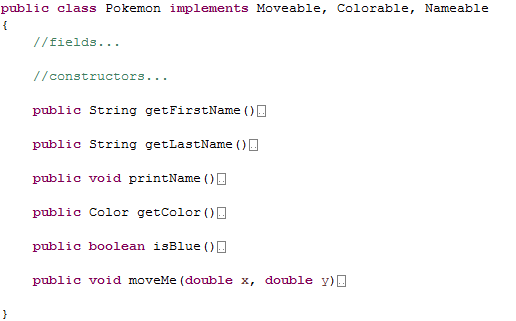 public class Pokemon implements Moveable, Colorable, Nameable
{
//fields...
//constructors...
public String getFirstName()..
public String getLastName()..
public void printName()..
public Color getColor()..
public boolean isBlue()..
public void moveMe(double x, double y)..
}